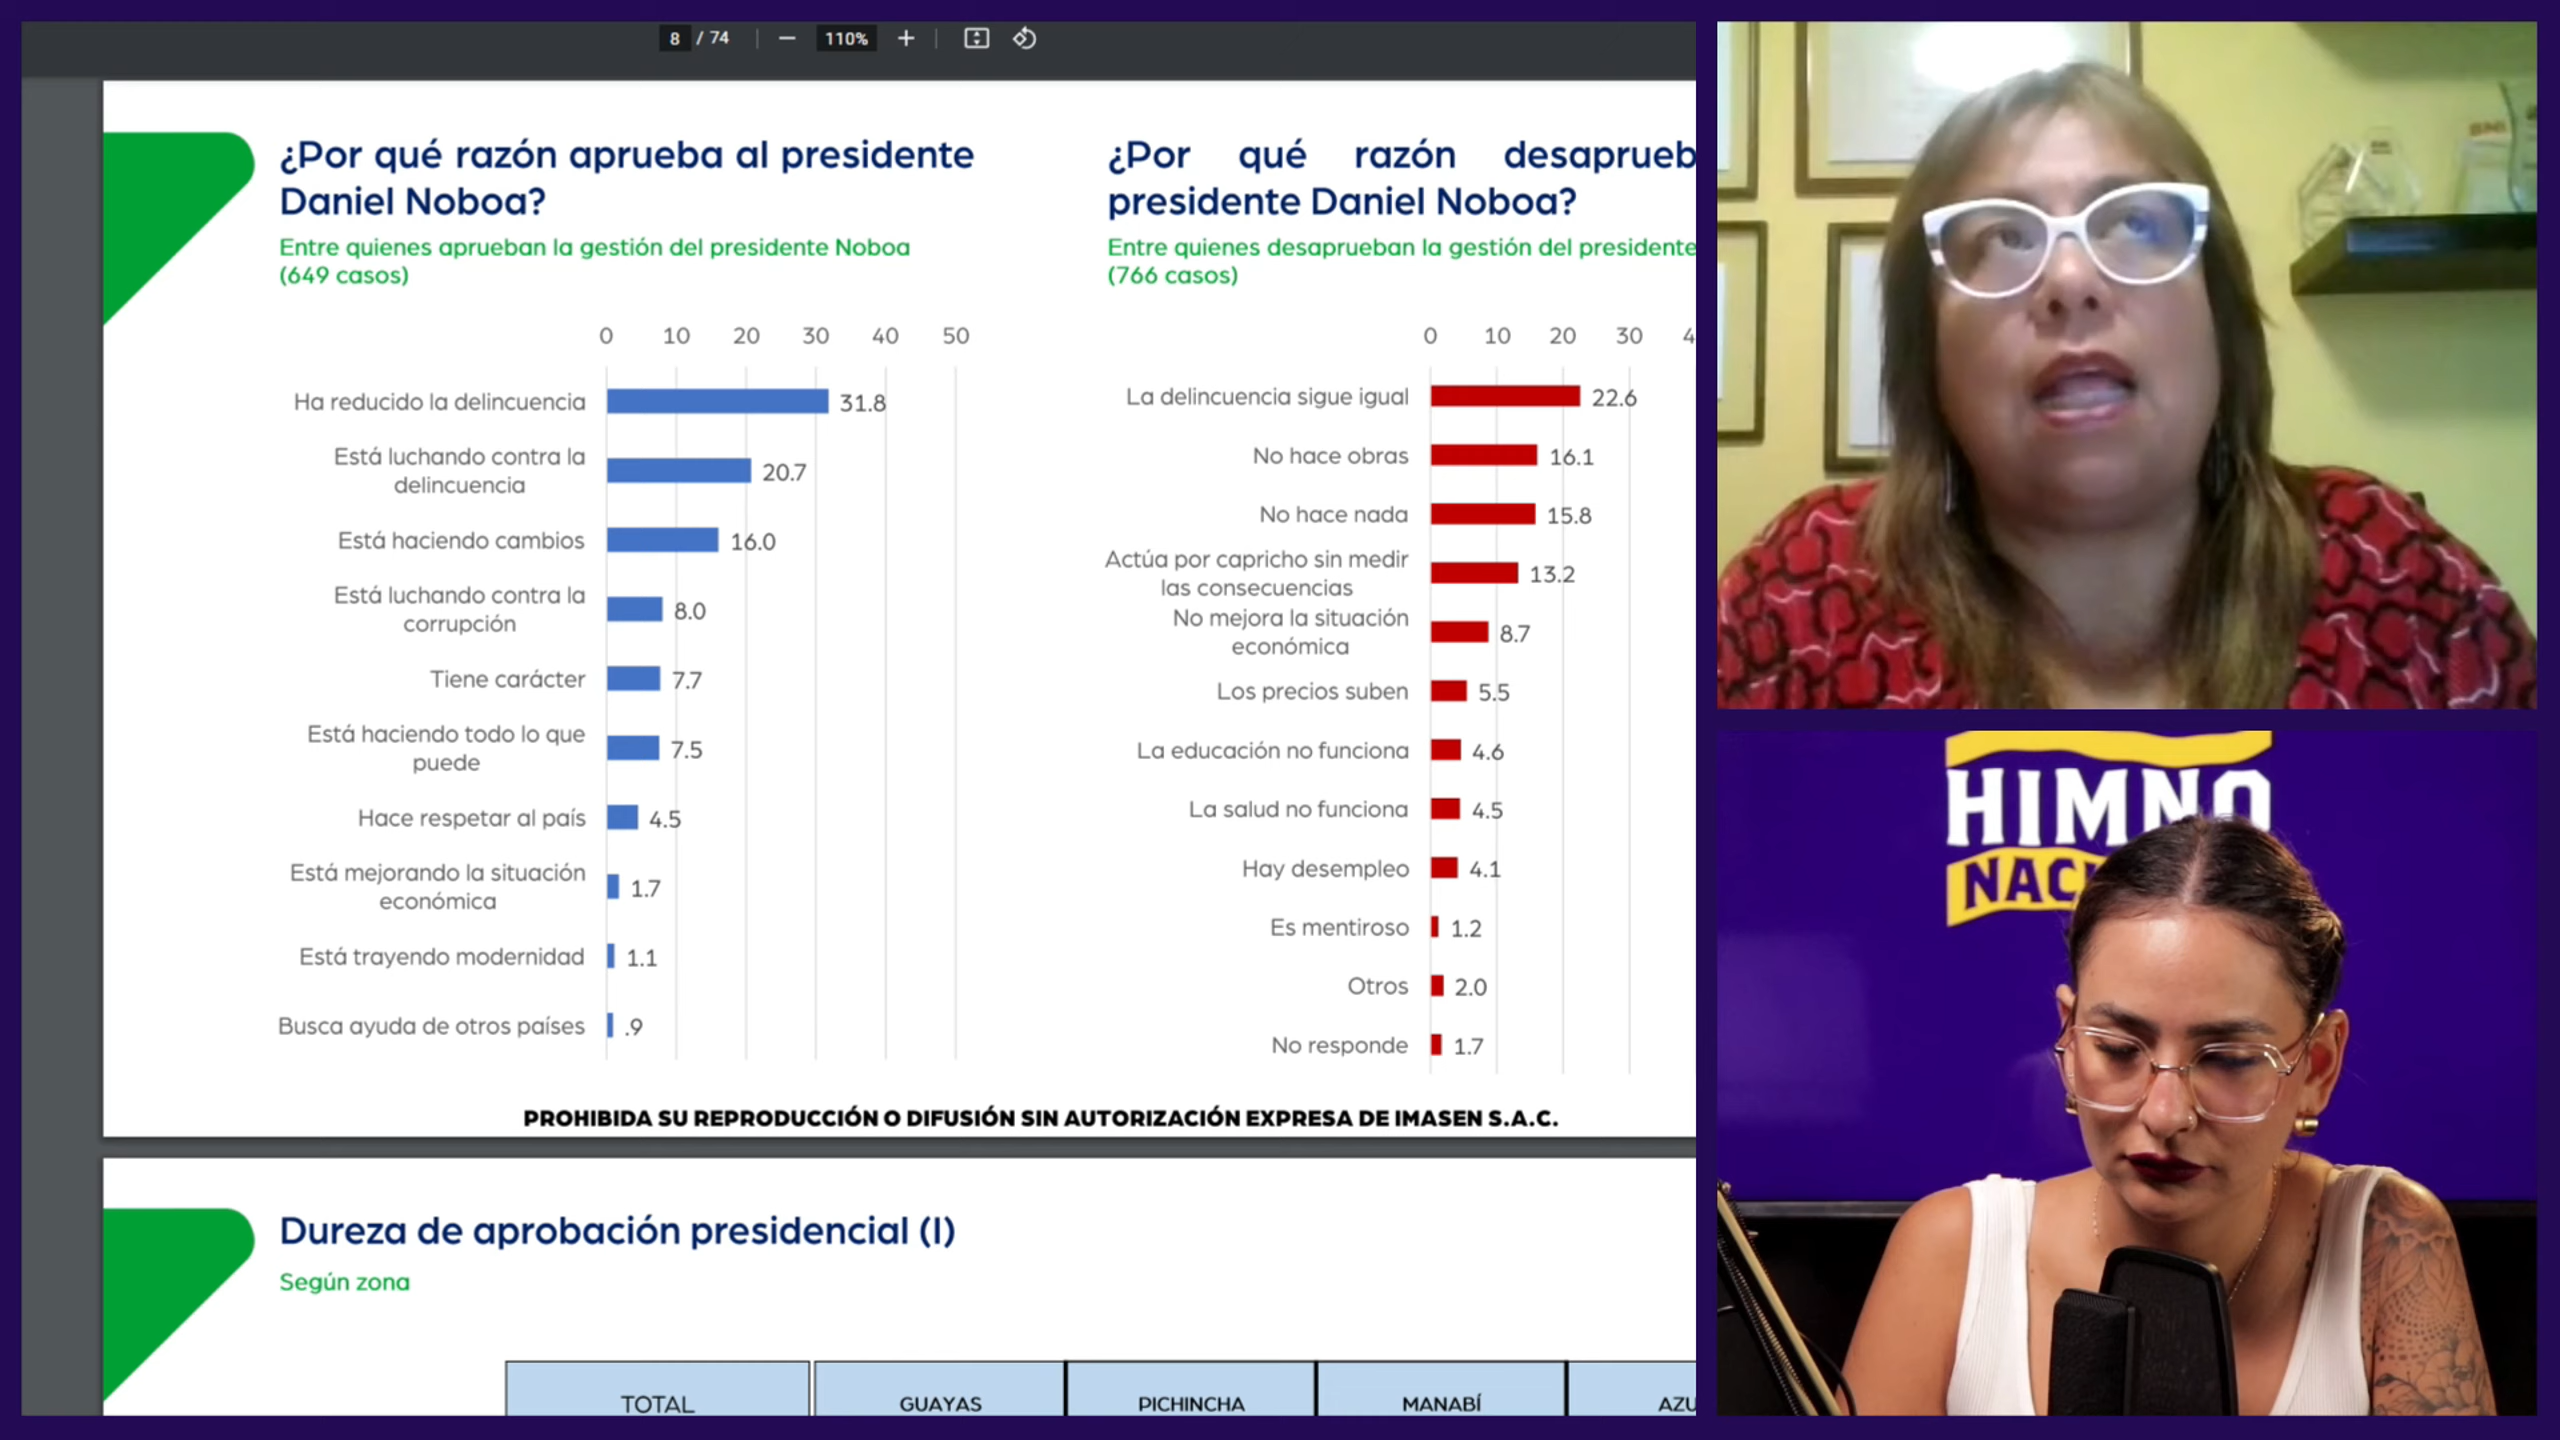 8 / 74
110%
¿Por qué razón aprueba al presidente
Daniel Noboa?
Entre quienes aprueban la gestión del presidente Noboa
(649 casos)
0 10 20 30 40 50
Ha reducido la delincuencia 31.8
Está luchando contra la
delincuencia 20.7
Está haciendo cambios 16.0
Está luchando contra la
corrupción 8.0
Tiene carácter 7.7
Está haciendo todo lo que
puede 7.5
Hace respetar al país 4.5
Está mejorando la situación
económica 1.7
Está trayendo modernidad 1.1
Busca ayuda de otros países .9
¿Por qué razón desaprueb
presidente Daniel Noboa?
Entre quienes desaprueban la gestión del presidente
(766 casos)
0 10 20 30 4
La delincuencia sigue igual 22.6
No hace obras 16.1
No hace nada 15.8
Actúa por capricho sin medir
las consecuencias 13.2
No mejora la situación
económica 8.7
Los precios suben 5.5
La educación no funciona 4.6
La salud no funciona 4.5
Hay desempleo 4.1
Es mentiroso 1.2
Otros 2.0
No responde 1.7
PROHIBIDA SU REPRODUCCIÓN O DIFUSIÓN SIN AUTORIZACIÓN EXPRESA DE IMASEN S.A.C.
Dureza de aprobación presidencial (I)
Según zona
TOTAL GUAYAS PICHINCHA MANABÍ AZU
HIMNO
NAC